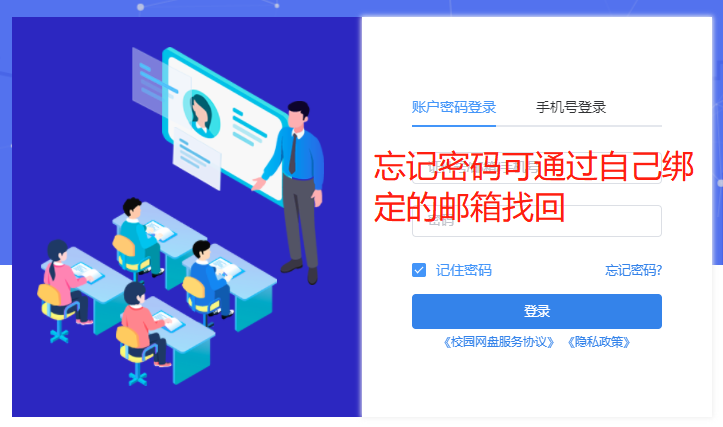 账户密码登录 手机号登录
忘记密码可通过自己绑
定的邮箱找回
密码
记住密码 忘记密码?
登录
《校园网盘服务协议》 《隐私政策》